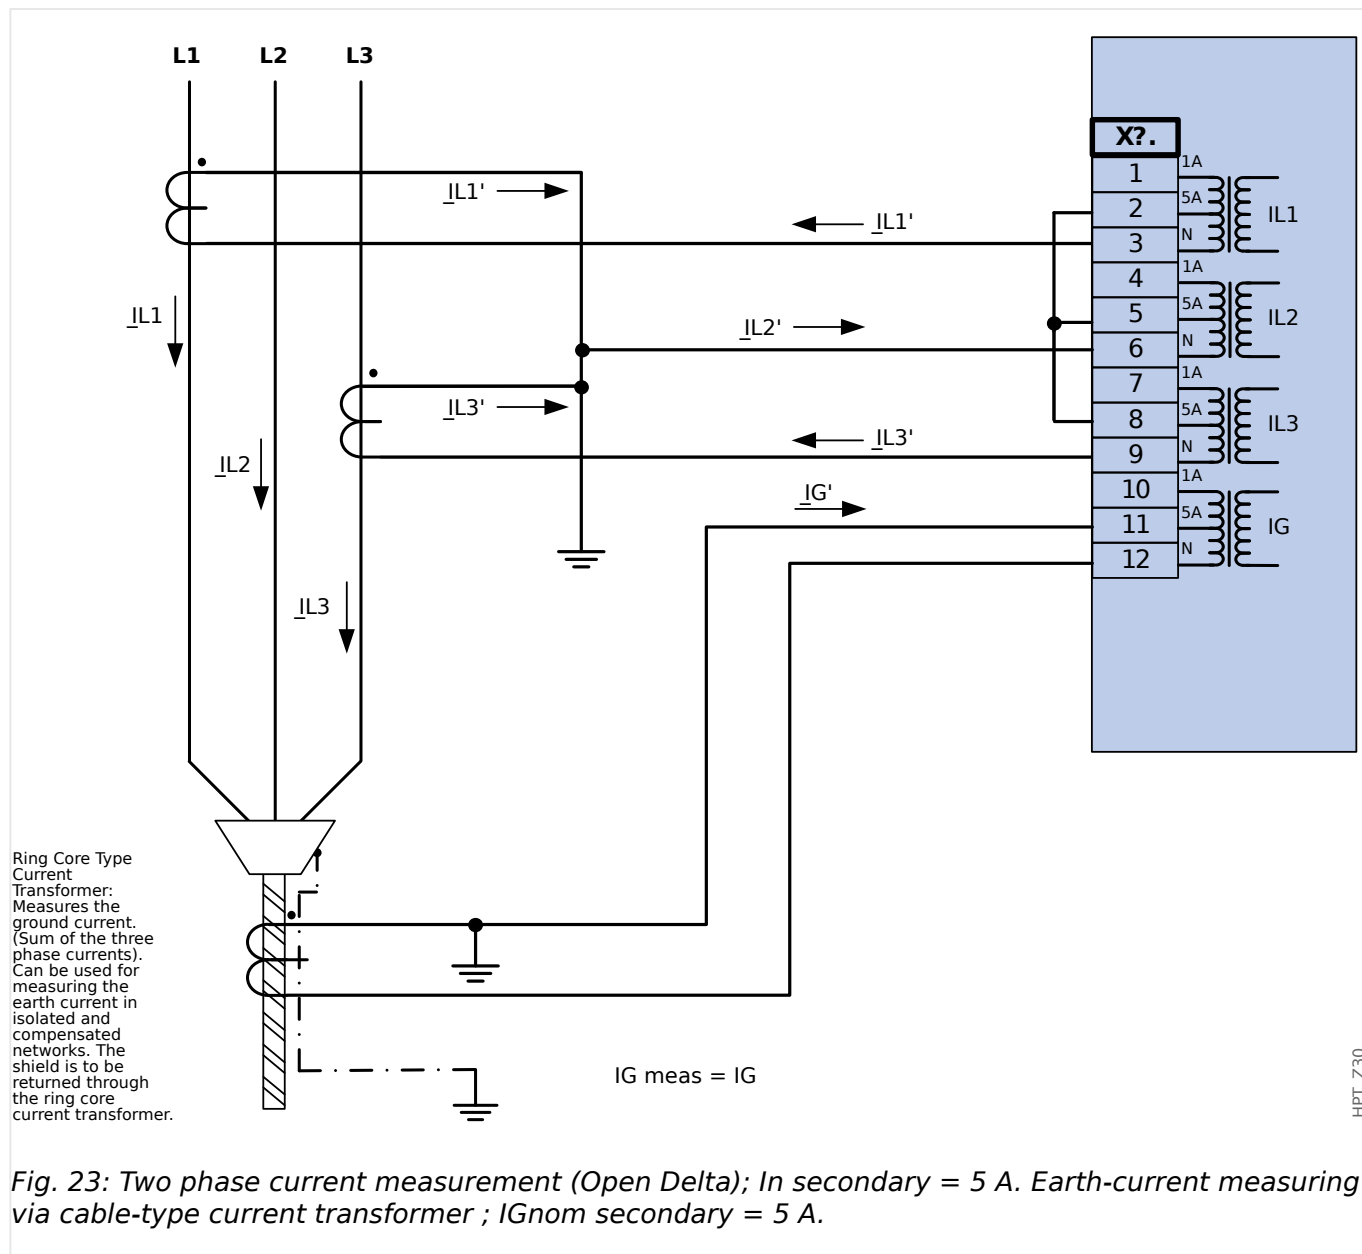 L1 L2 L3
X?.
1 1A
2 5A IL1
3 N
4 1A
5 5A IL2
6 N
7 1A
8 5A IL3
9 N
10 1A
11 5A IG
12 N
IL1'
IL1'
IL1
IL2'
IL3'
IL3'
IL2
IG'
IL3
Ring Core Type
Current
Transformer:
Measures the
ground current.
(Sum of the three
phase currents).
Can be used for
measuring the
earth current in
isolated and
compensated
networks. The
shield is to be
returned through
the ring core
current transformer.
IG meas = IG
HPT_Z30
Fig. 23: Two phase current measurement (Open Delta); In secondary = 5 A. Earth-current measuring
via cable-type current transformer ; IGnom secondary = 5 A.